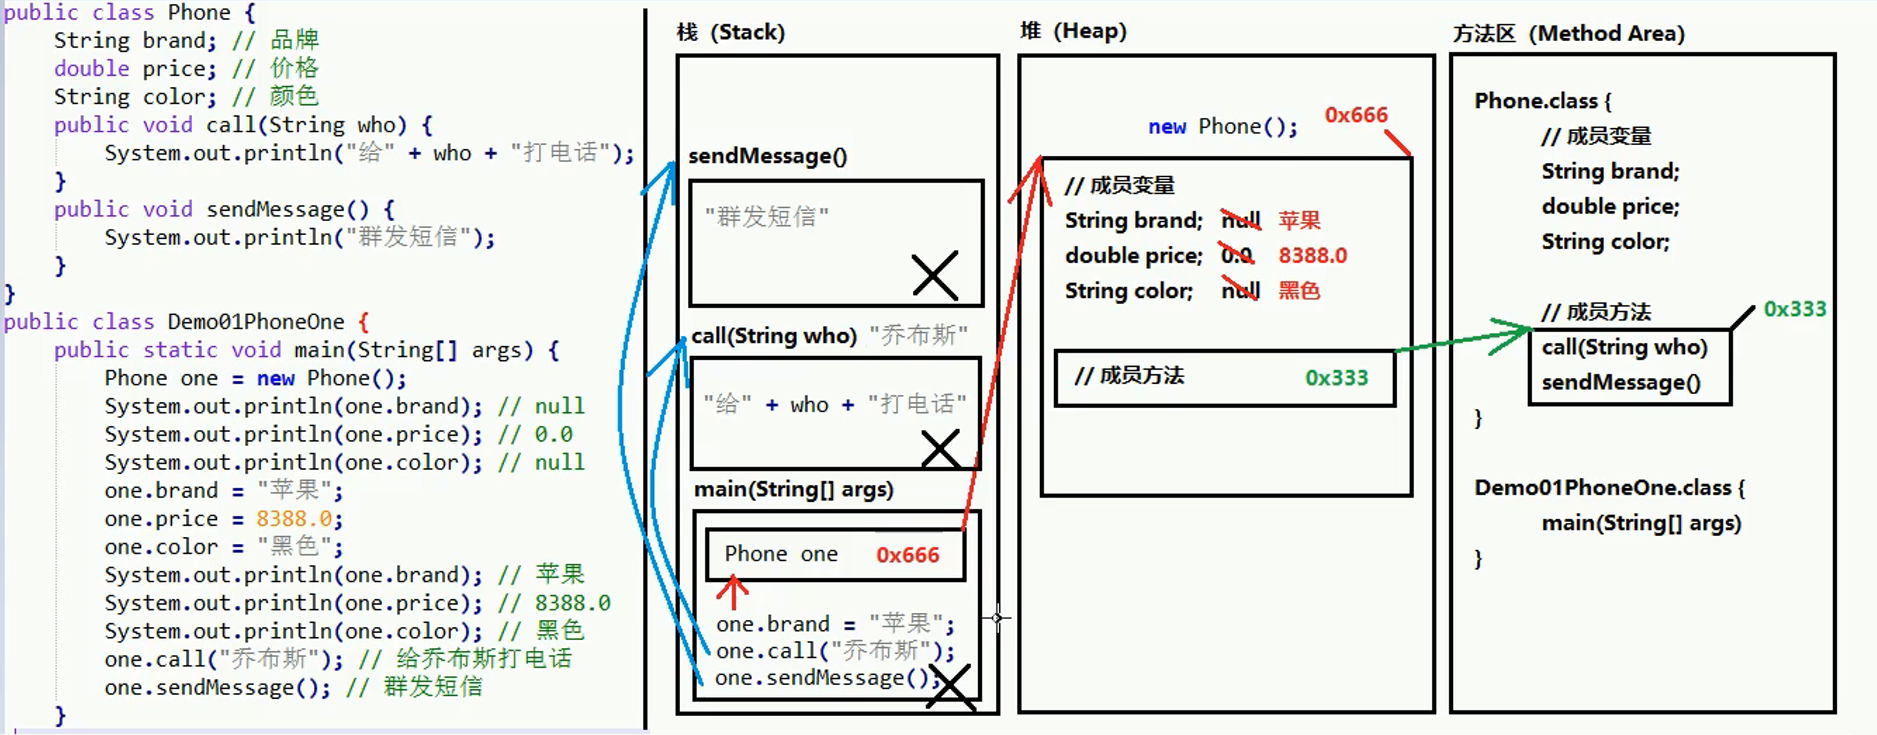 public class Phone {
String brand; // 品牌
double price; // 价格
String color; // 颜色
public void call(String who) {
System.out.println("给" + who + "打电话");
}
public void sendMessage() {
System.out.println("群发短信");
}
}
public class Demo01PhoneOne {
public static void main(String[] args) {
Phone one = new Phone();
System.out.println(one.brand); // null
System.out.println(one.price); // 0.0
System.out.println(one.color); // null
one.brand = "苹果";
one.price = 8388.0;
one.color = "黑色";
System.out.println(one.brand); // 苹果
System.out.println(one.price); // 8388.0
System.out.println(one.color); // 黑色
one.call("乔布斯"); // 给乔布斯打电话
one.sendMessage(); // 群发短信
}
栈（Stack）
sendMessage()
"群发短信"
call(String who) "乔布斯"
"给" + who + "打电话"
main(String[] args)
Phone one 0x666
one.brand = "苹果";
one.call("乔布斯");
one.sendMessage();
堆（Heap）
new Phone(); 0x666
// 成员变量
String brand; null 苹果
double price; 0.0 8388.0
String color; null 黑色
// 成员方法 0x333
方法区（Method Area）
Phone.class {
// 成员变量
String brand;
double price;
String color;
// 成员方法 0x333
call(String who)
sendMessage()
}
Demo01PhoneOne.class {
main(String[] args)
}